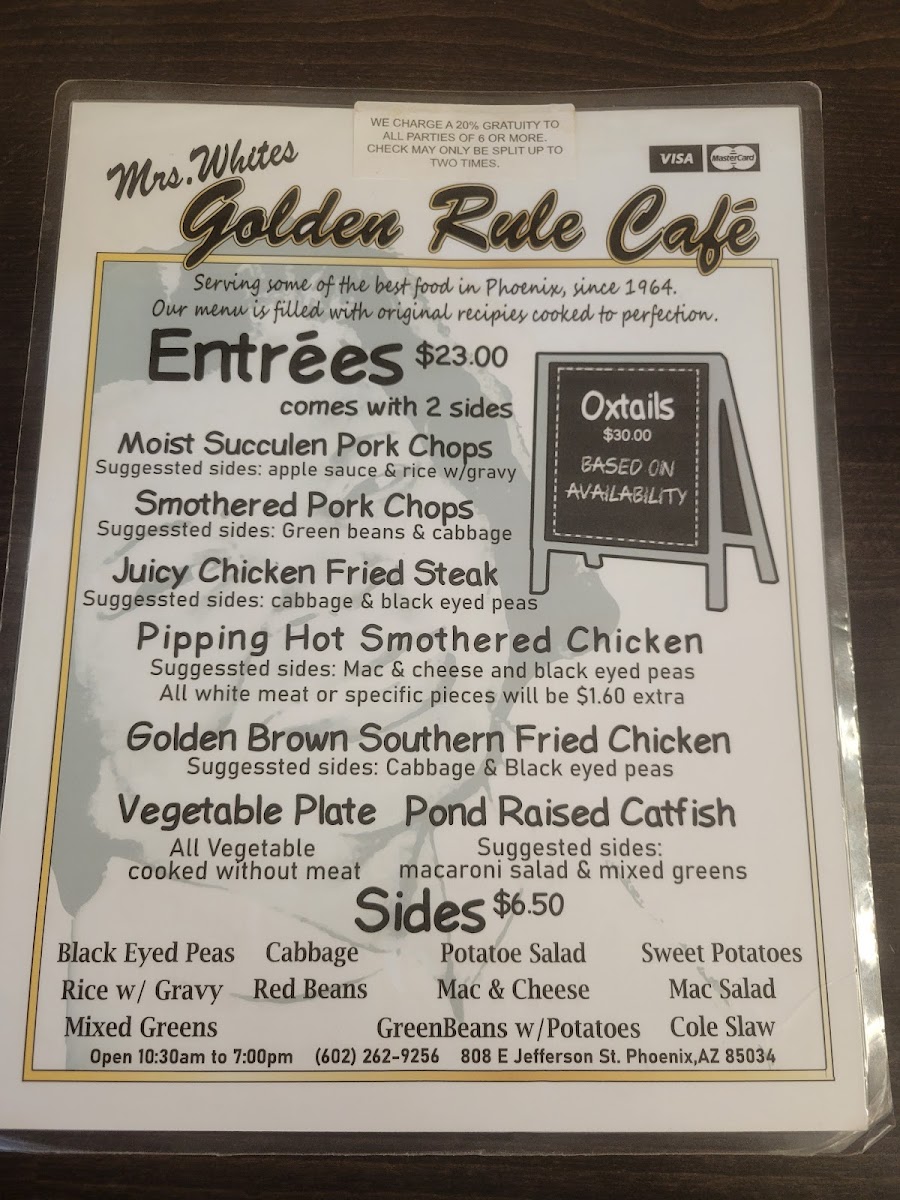 WE CHARGE A 20% GRATUITY TO
ALL PARTIES OF 6 OR MORE.
CHECK MAY ONLY BE SPLIT UP TO
TWO TIMES.
VISA MasterCard
Mrs. Whites
Golden Rule Café
Serving some of the best food in Phoenix, since 1964.
Our menu is filled with original recipies cooked to perfection.
Entrées $23.00
comes with 2 sides
Oxtails
$30.00
BASED ON
AVAILABILITY
Moist Succulen Pork Chops
Suggessted sides: apple sauce & rice w/gravy
Smothered Pork Chops
Suggessted sides: Green beans & cabbage
Juicy Chicken Fried Steak
Suggessted sides: cabbage & black eyed peas
Pipping Hot Smothered Chicken
Suggessted sides: Mac & cheese and black eyed peas
All white meat or specific pieces will be $1.60 extra
Golden Brown Southern Fried Chicken
Suggessted sides: Cabbage & Black eyed peas
Vegetable Plate
All Vegetable
cooked without meat
Pond Raised Catfish
Suggested sides:
macaroni salad & mixed greens
Sides $6.50
Black Eyed Peas Cabbage Potatoe Salad Sweet Potatoes
Rice w/ Gravy Red Beans Mac & Cheese Mac Salad
Mixed Greens GreenBeans w/Potatoes Cole Slaw
Open 10:30am to 7:00pm (602) 262-9256 808 E Jefferson St. Phoenix,AZ 85034